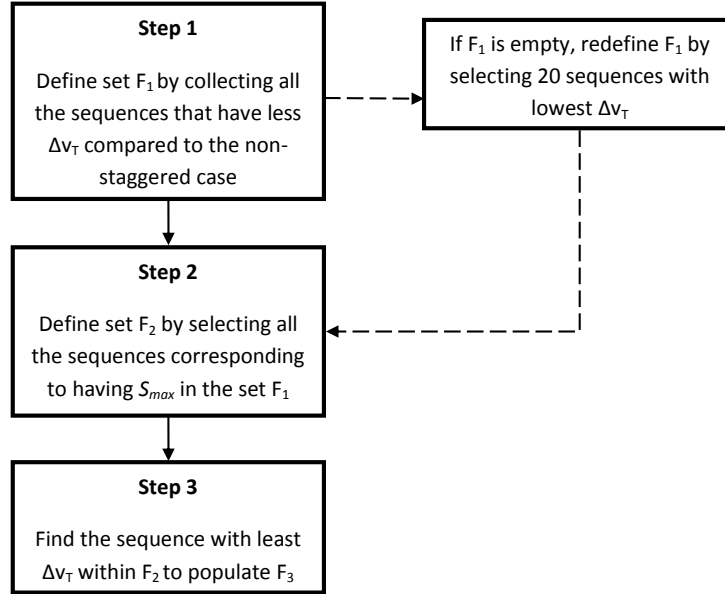 Step 1
Define set F₁ by collecting all
the sequences that have less
Δv_T compared to the non-
staggered case
If F₁ is empty, redefine F₁ by
selecting 20 sequences with
lowest Δv_T
Step 2
Define set F₂ by selecting all
the sequences corresponding
to having S_max in the set F₁
Step 3
Find the sequence with least
Δv_T within F₂ to populate F₃